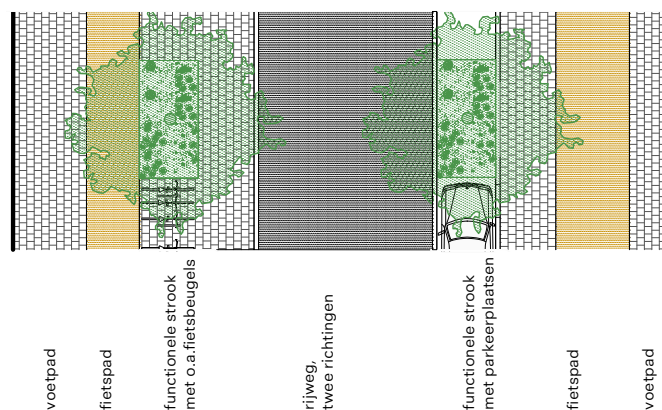 voetpad
fietspad
functionele strook
met o.a.fietsbeugels
rijweg,
twee richtingen
functionele strook
met parkeerplaatsen
fietspad
voetpad